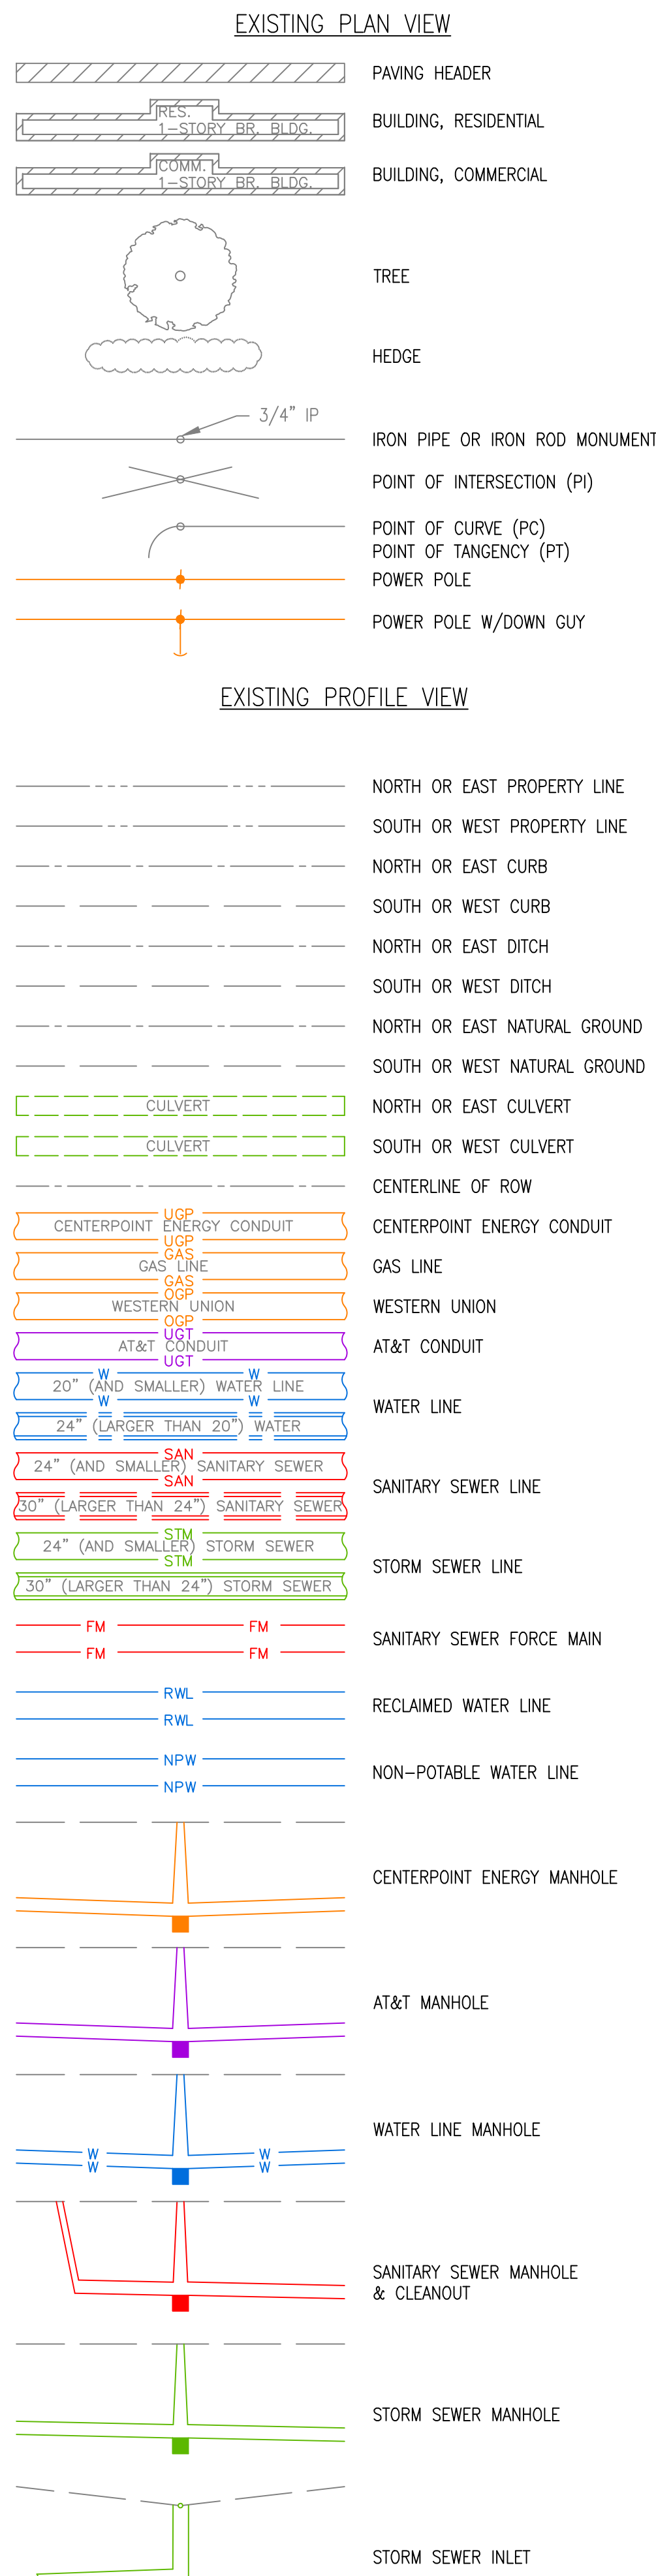 EXISTING PLAN VIEW
PAVING HEADER
RES.
1-STORY BR. BLDG.
BUILDING, RESIDENTIAL
COMM.
1-STORY BR. BLDG.
BUILDING, COMMERCIAL
TREE
HEDGE
3/4" IP
IRON PIPE OR IRON ROD MONUMENT
POINT OF INTERSECTION (PI)
POINT OF CURVE (PC)
POINT OF TANGENCY (PT)
POWER POLE
POWER POLE W/DOWN GUY
EXISTING PROFILE VIEW
NORTH OR EAST PROPERTY LINE
SOUTH OR WEST PROPERTY LINE
NORTH OR EAST CURB
SOUTH OR WEST CURB
NORTH OR EAST DITCH
SOUTH OR WEST DITCH
NORTH OR EAST NATURAL GROUND
SOUTH OR WEST NATURAL GROUND
CULVERT
NORTH OR EAST CULVERT
CULVERT
SOUTH OR WEST CULVERT
CENTERLINE OF ROW
UGP
CENTERPOINT ENERGY CONDUIT
UGP
CENTERPOINT ENERGY CONDUIT
GAS
GAS LINE
GAS
GAS LINE
OGP
WESTERN UNION
OGP
WESTERN UNION
UGT
AT&T CONDUIT
UGT
AT&T CONDUIT
W W
20" (AND SMALLER) WATER LINE
W W
24" (LARGER THAN 20") WATER
WATER LINE
SAN
24" (AND SMALLER) SANITARY SEWER
SAN
30" (LARGER THAN 24") SANITARY SEWER
SANITARY SEWER LINE
STM
24" (AND SMALLER) STORM SEWER
STM
30" (LARGER THAN 24") STORM SEWER
STORM SEWER LINE
FM FM
FM FM
SANITARY SEWER FORCE MAIN
RWL
RWL
RECLAIMED WATER LINE
NPW
NPW
NON-POTABLE WATER LINE
CENTERPOINT ENERGY MANHOLE
AT&T MANHOLE
WATER LINE MANHOLE
W W
W W
SANITARY SEWER MANHOLE
& CLEANOUT
STORM SEWER MANHOLE
STORM SEWER INLET